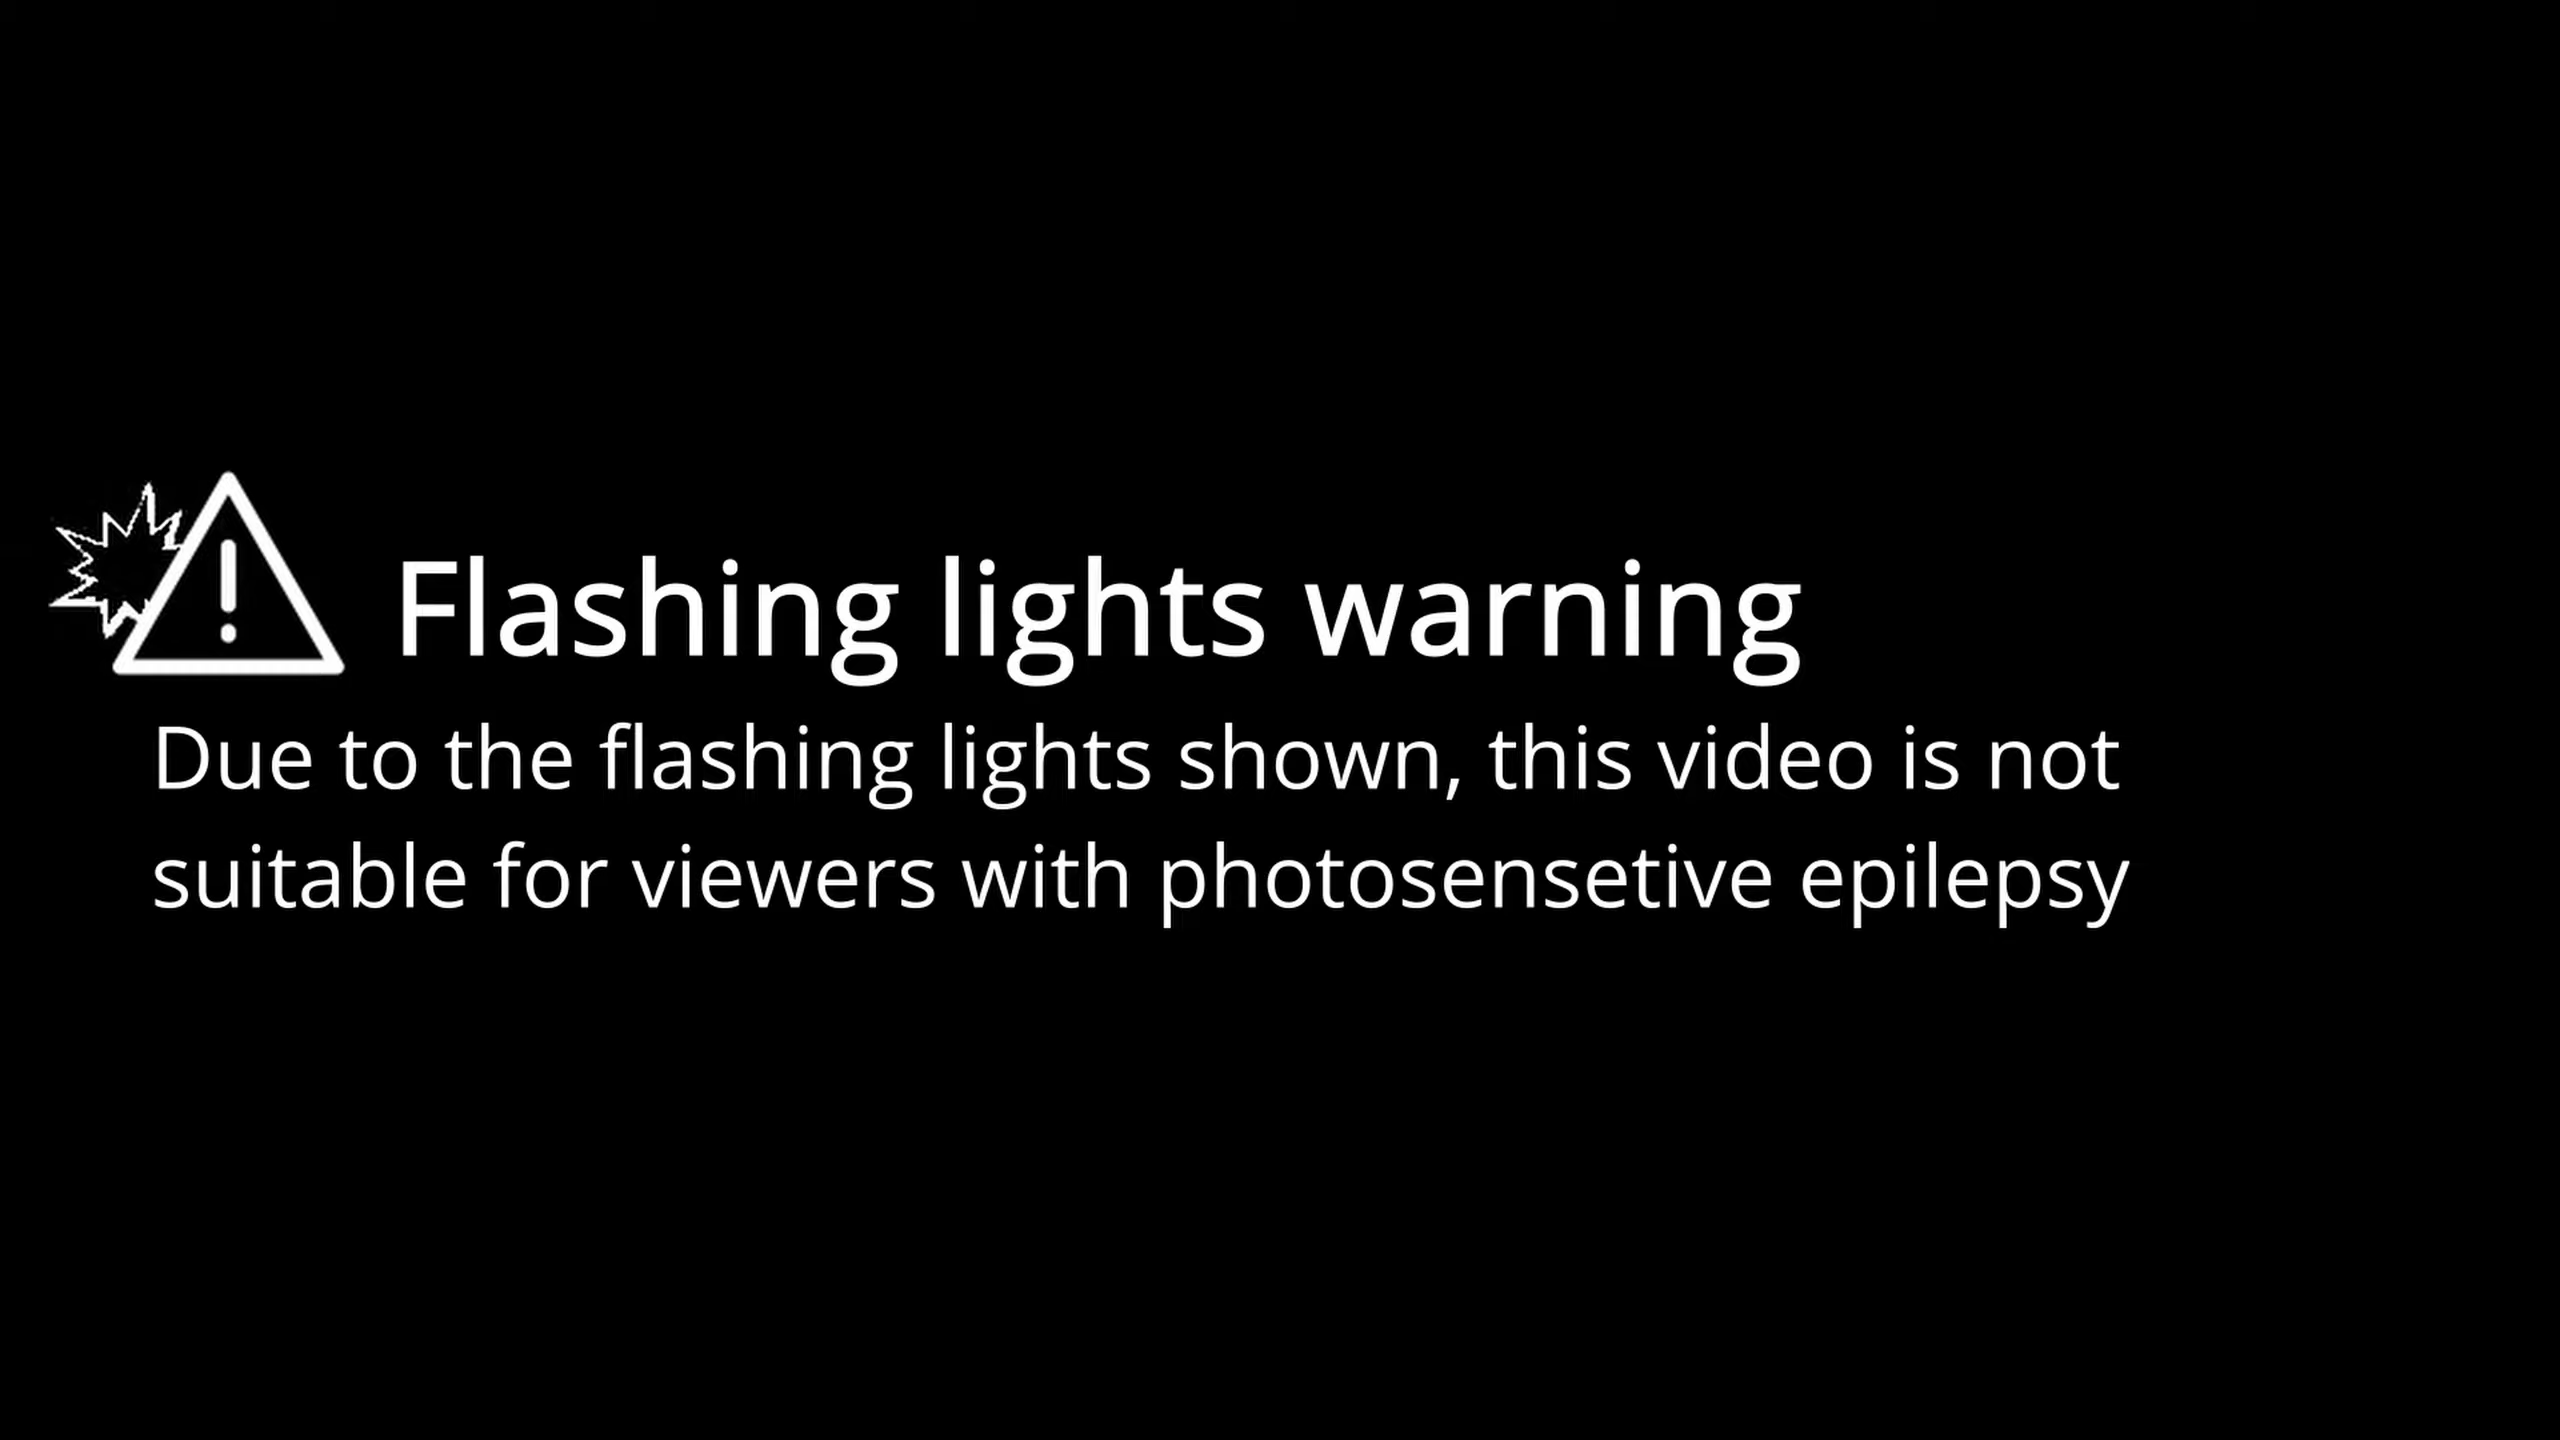 Flashing lights warning
Due to the flashing lights shown, this video is not
suitable for viewers with photosensetive epilepsy